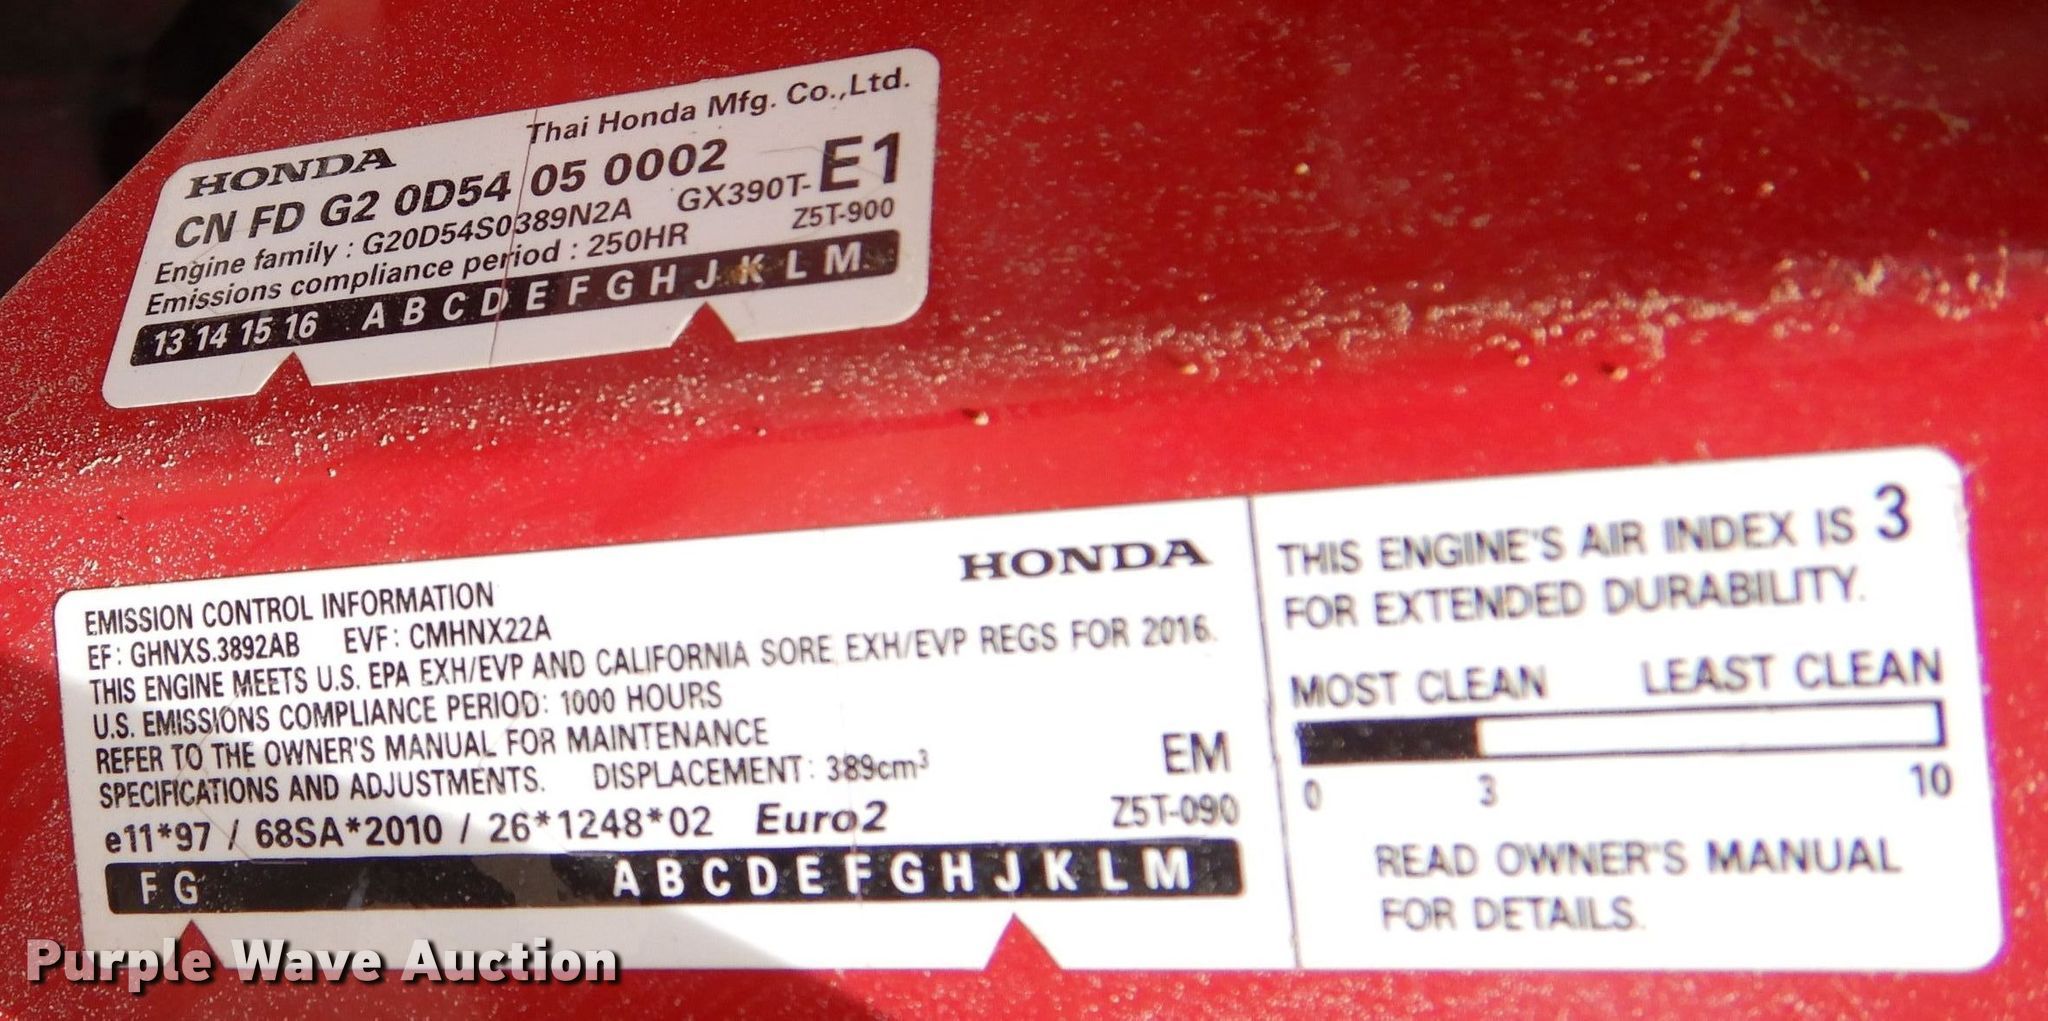 HONDA
Thai Honda Mfg. Co.,Ltd.
CN FD G2 0D54 05 0002
GX390T-E1
Engine family : G20D54S0389N2A
Z5T-900
Emissions compliance period : 250HR
13 14 15 16 A B C D E F G H J K L M
EMISSION CONTROL INFORMATION
HONDA
EF: GHNXS.3892AB EVF: CMHNX22A
THIS ENGINE MEETS U.S. EPA EXH/EVP AND CALIFORNIA SORE EXH/EVP REGS FOR 2016.
U.S. EMISSIONS COMPLIANCE PERIOD: 1000 HOURS
REFER TO THE OWNER'S MANUAL FOR MAINTENANCE
SPECIFICATIONS AND ADJUSTMENTS. DISPLACEMENT: 389cm³
EM
e11*97 / 68SA*2010 / 26*1248*02 Euro2
Z5T-090
F G A B C D E F G H J K L M
THIS ENGINE'S AIR INDEX IS 3
FOR EXTENDED DURABILITY.
MOST CLEAN LEAST CLEAN
0 3 10
READ OWNER'S MANUAL
FOR DETAILS.
Purple Wave Auction